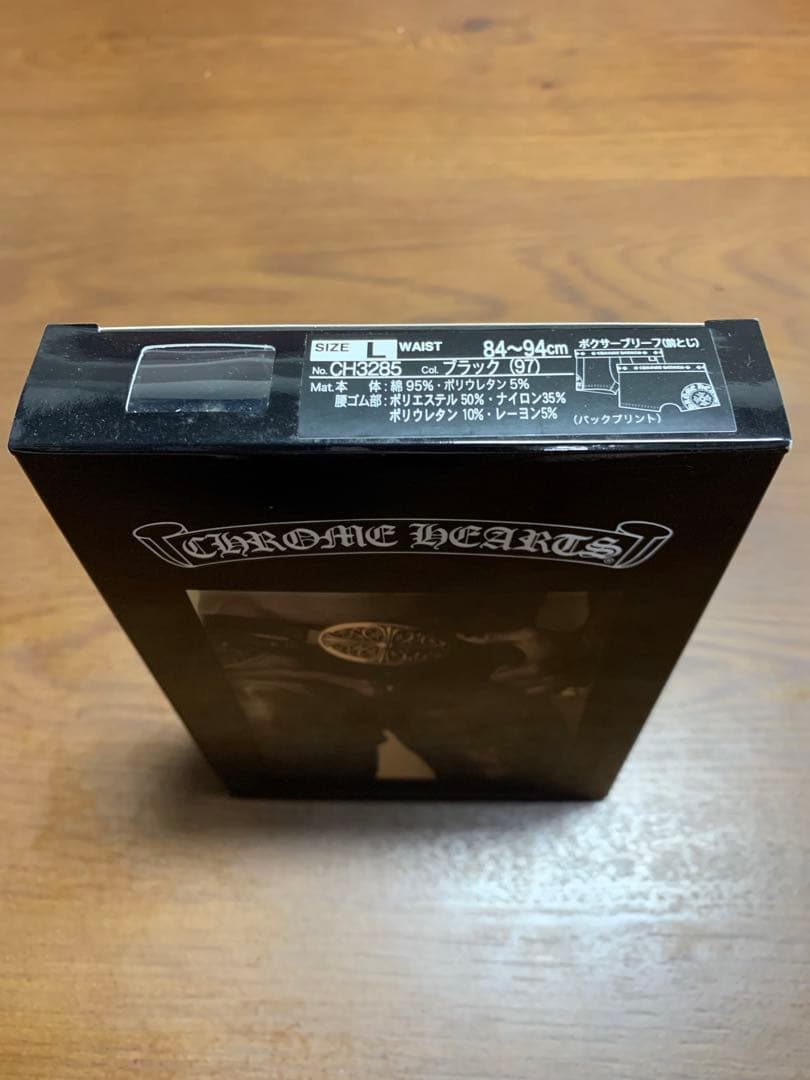 SIZE L WAIST 84～94cm
No. CH3285 Col. ブラック (97)
Mat. 本 体：綿 95%・ポリウレタン 5%
腰ゴム部：ポリエステル 50%・ナイロン35%
ポリウレタン 10%・レーヨン5%
ボクサーブリーフ(前とじ)
(バックプリント)
CHROME HEARTS®